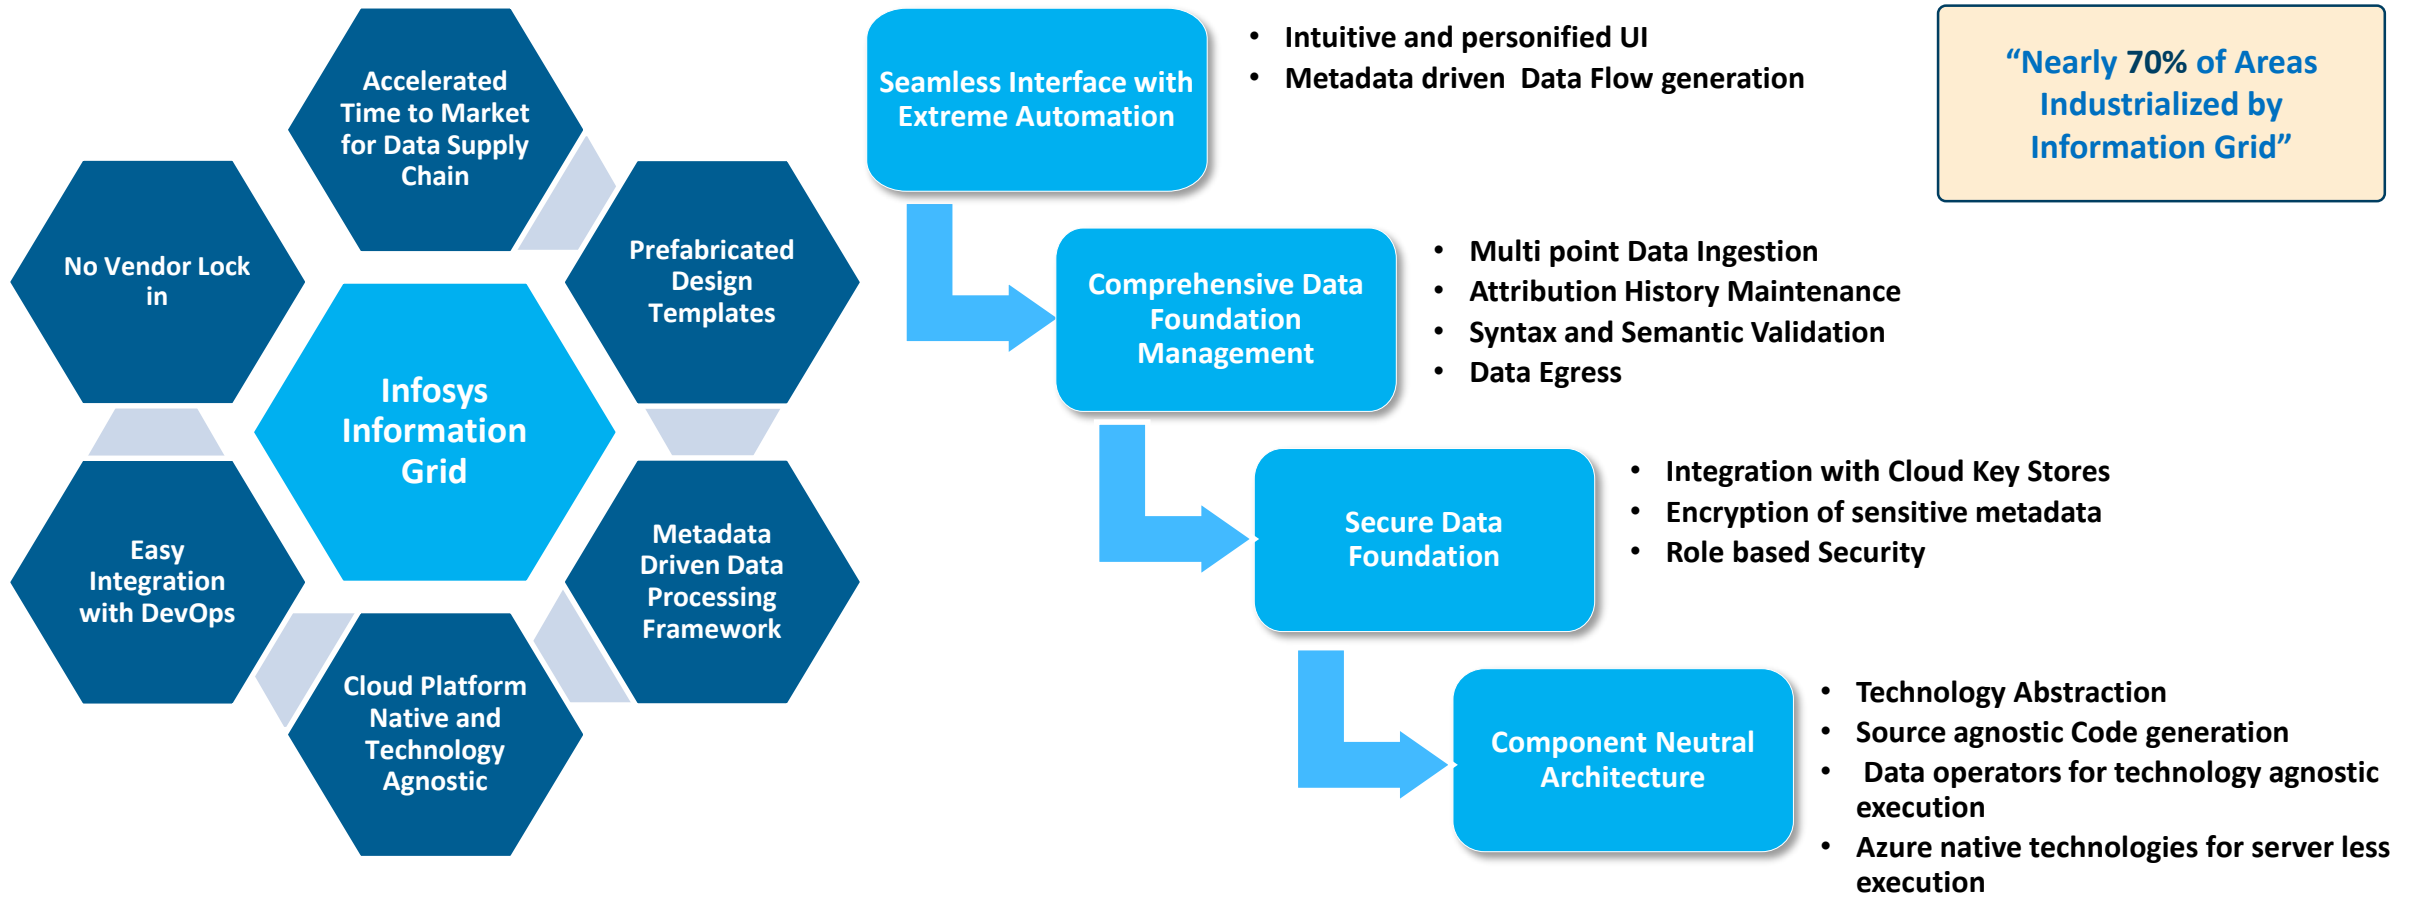 Accelerated
Time to Market
for Data Supply
Chain
Prefabricated
Design
Templates
Metadata
Driven Data
Processing
Framework
Cloud Platform
Native and
Technology
Agnostic
Easy
Integration
with DevOps
No Vendor Lock
in
Infosys
Information
Grid
Seamless Interface with
Extreme Automation
• Intuitive and personified UI
• Metadata driven  Data Flow generation
Comprehensive Data
Foundation
Management
• Multi point Data Ingestion
• Attribution History Maintenance
• Syntax and Semantic Validation
• Data Egress
Secure Data
Foundation
• Integration with Cloud Key Stores
• Encryption of sensitive metadata
• Role based Security
Component Neutral
Architecture
• Technology Abstraction
• Source agnostic Code generation
• Data operators for technology agnostic
execution
• Azure native technologies for server less
execution
“Nearly 70% of Areas
Industrialized by
Information Grid”